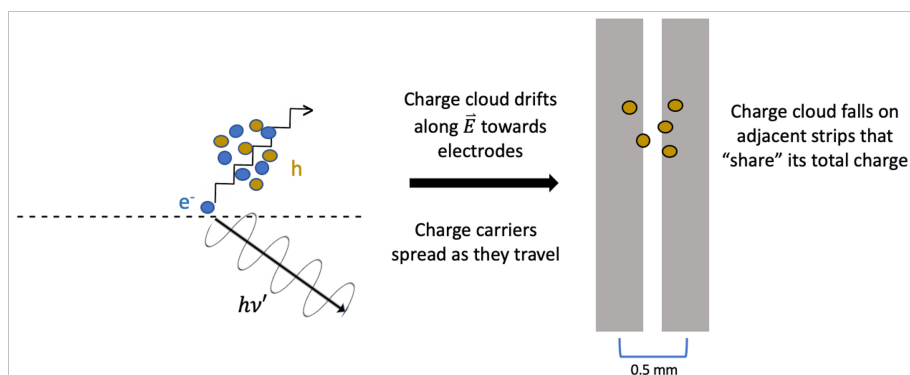 e-
h
hν′
Charge cloud drifts
along E⃗ towards
electrodes
Charge carriers
spread as they travel
Charge cloud falls on
adjacent strips that
“share” its total charge
0.5 mm